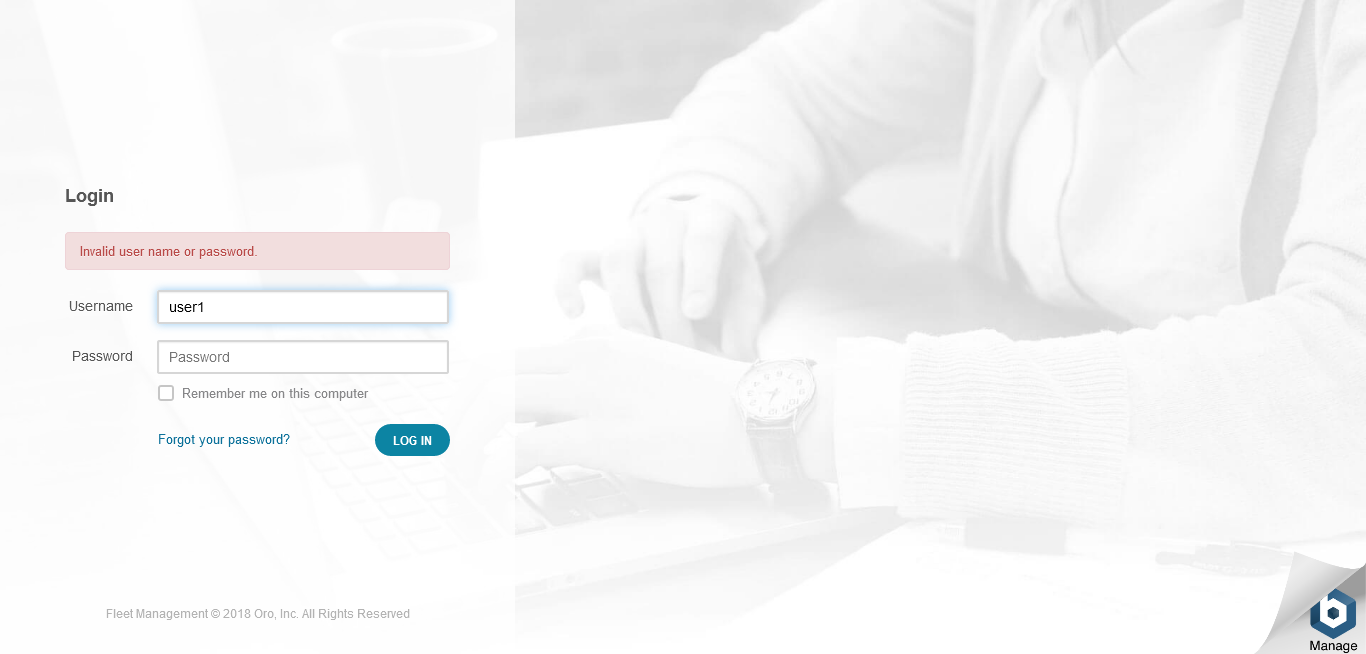 Login
Invalid user name or password.
Username
user1
Password
Password
Remember me on this computer
Forgot your password?
LOG IN
Fleet Management © 2018 Oro, Inc. All Rights Reserved
Manage